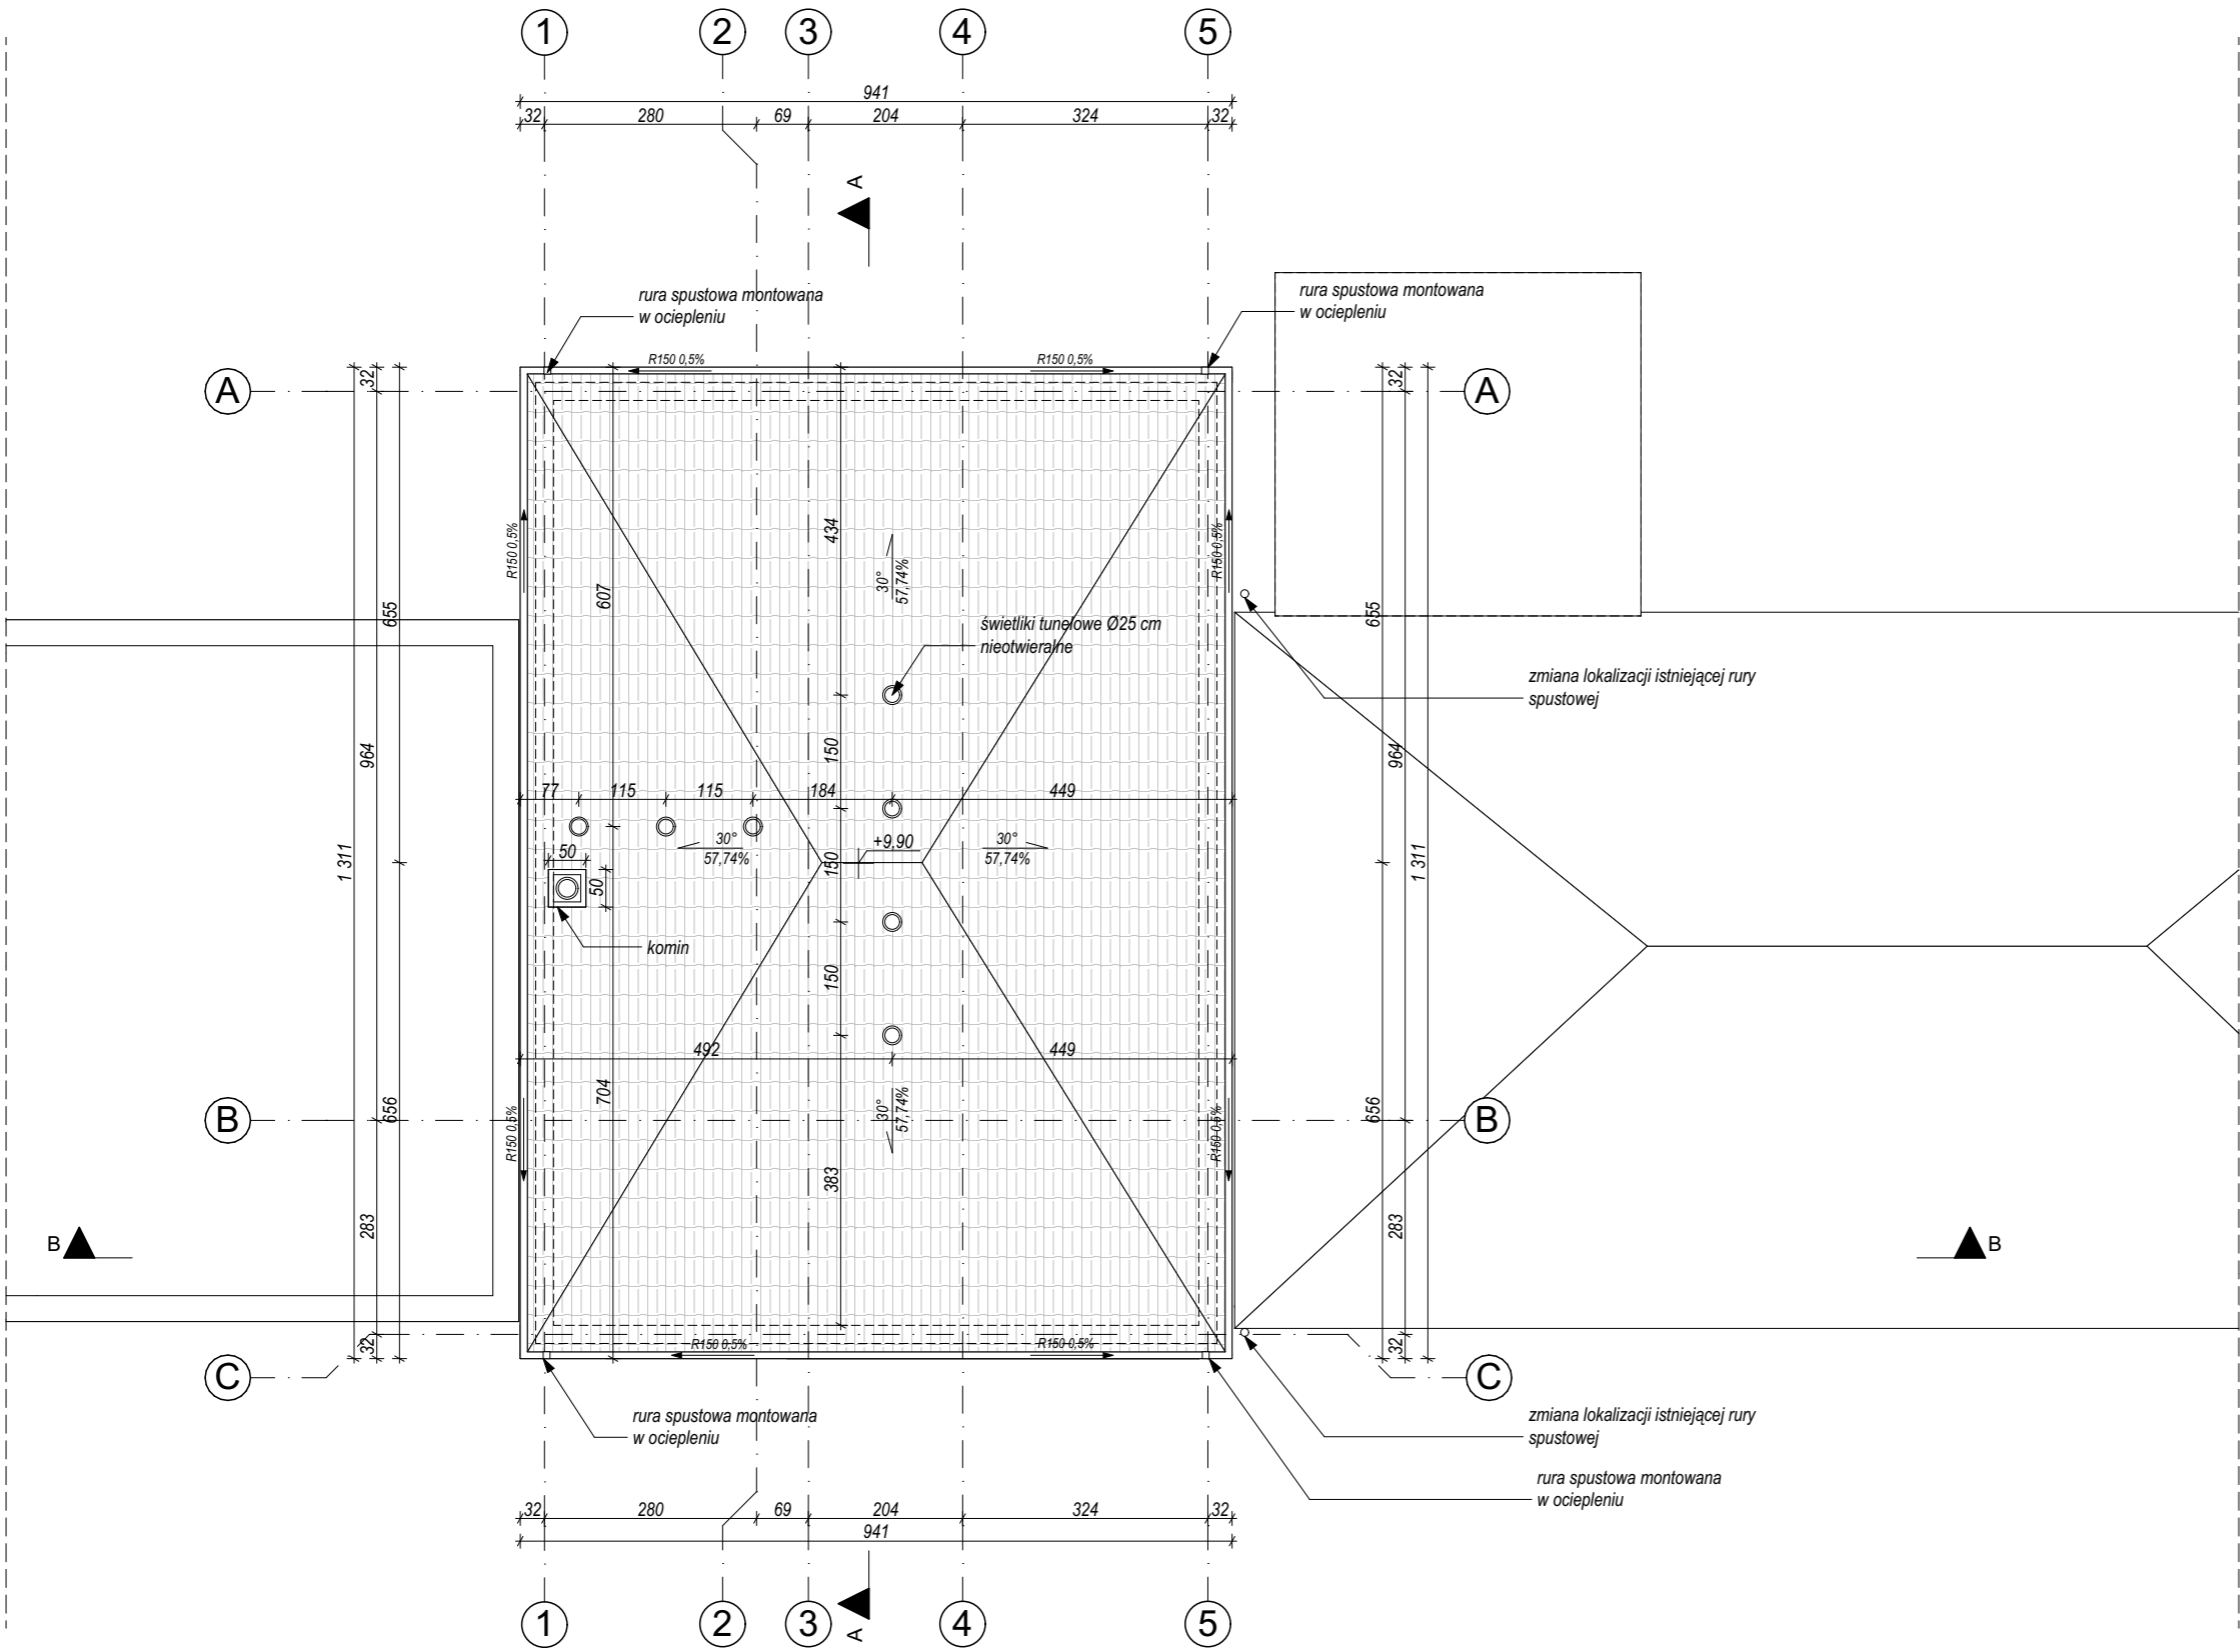 1 2 3 4 5
941
32 280 69 204 324 32
A
rura spustowa montowana
w ociepleniu
rura spustowa montowana
w ociepleniu
R150 0,5% R150 0,5%
A A
32 32
R150 0,5% R150 0,5%
434
30°
57,74%
607
655 655
świetliki tunelowe Ø25 cm
nieotwieralne
zmiana lokalizacji istniejącej rury
spustowej
964 150 964
77 115 115 184 449
30°
57,74%
+9,90
30°
57,74%
1 311 50 150 1 311
50
komin
150
492 449
704
30°
57,74%
656 656
B B
R150 0,5% R150 0,5%
383
283 283
B B
32 32
R150 0,5% R150 0,5%
C C
rura spustowa montowana
w ociepleniu
zmiana lokalizacji istniejącej rury
spustowej
rura spustowa montowana
w ociepleniu
32 280 69 204 324 32
941
1 2 3 4 5
A